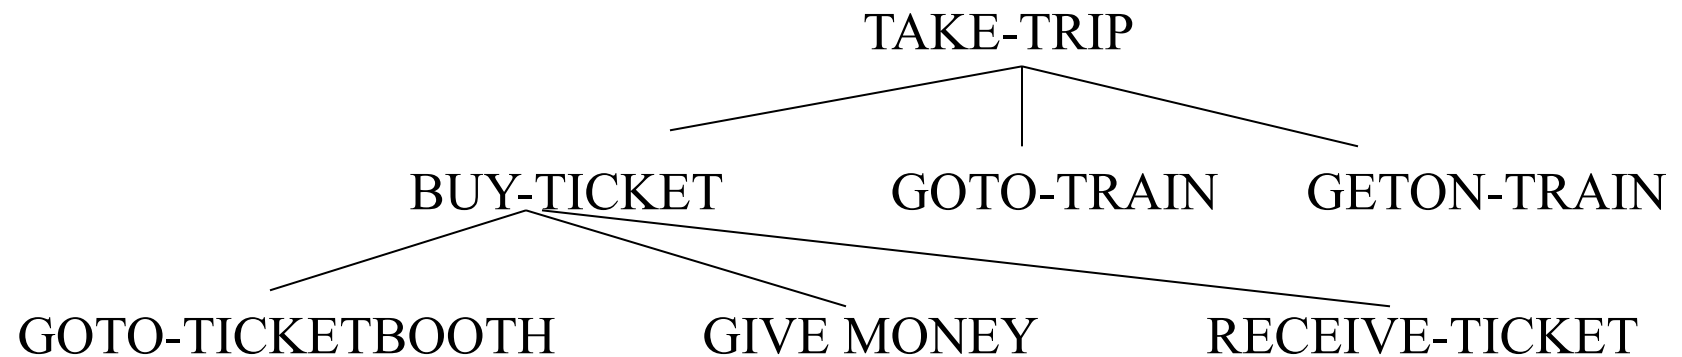 TAKE-TRIP
BUY-TICKET GOTO-TRAIN GETON-TRAIN
GOTO-TICKETBOOTH GIVE MONEY RECEIVE-TICKET